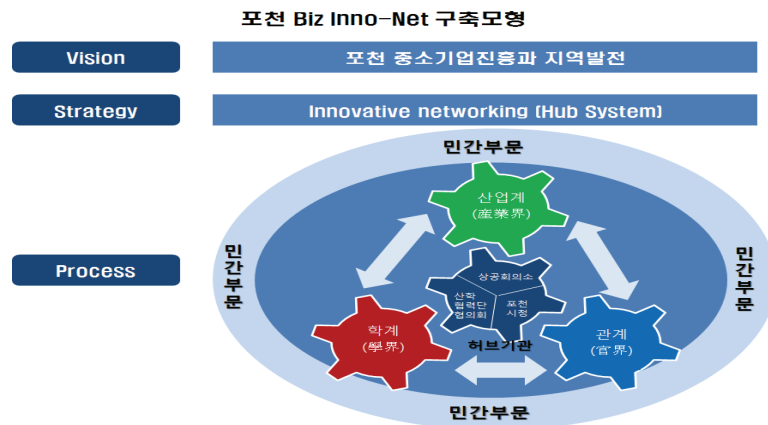 포천 Biz Inno-Net 구축모형
Vision
포천 중소기업진흥과 지역발전
Strategy
Innovative networking (Hub System)
민간부문
산업계
(産業界)
Process
민간부문
상공회의소
산학
협력단
협의회
포천
시청
민간부문
학계
(學界)
허브기관
관계
(官界)
민간부문